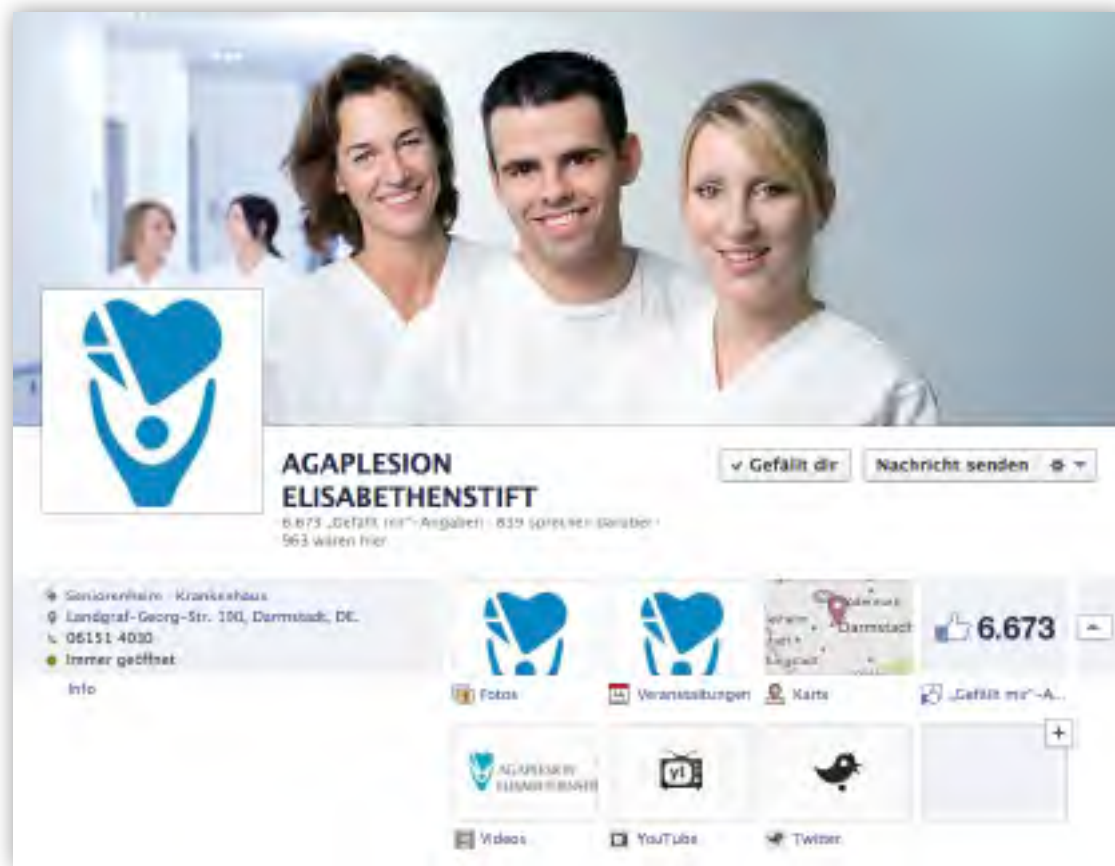 AGAPLESION
ELISABETHENSTIFT
✓ Gefällt dir
Nachricht senden
6.673 „Gefällt mir“-Angaben · 839 sprechen darüber ·
963 waren hier
Seniorenheim · Krankenhaus
Landgraf-Georg-Str. 100, Darmstadt, DE.
06151 4030
Immer geöffnet
Info
Darmstadt
6.673
Fotos
Veranstaltungen
Karte
„Gefällt mir“-A...
+
AGAPLESION
ELISABETHENSTIFT
y!
Videos
YouTube
Twitter